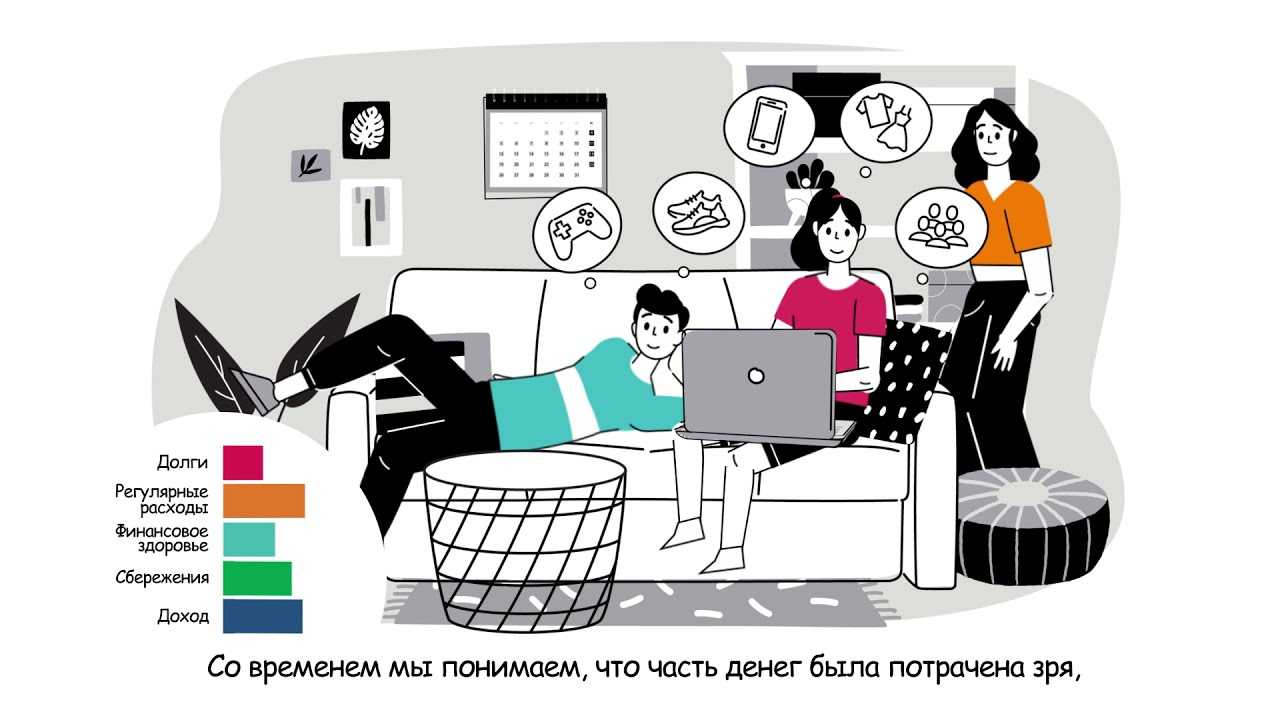 Долги
Регулярные
расходы
Финансовое
здоровье
Сбережения
Доход
Со временем мы понимаем, что часть денег была потрачена зря,